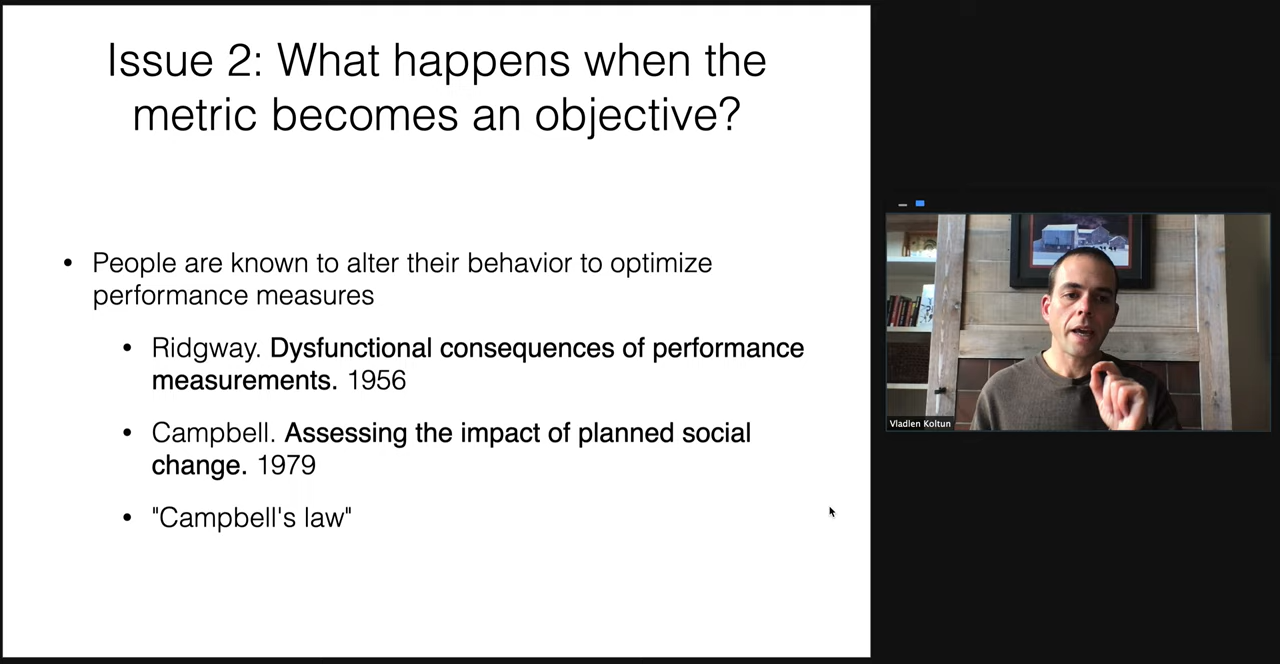 Issue 2: What happens when the
metric becomes an objective?
• People are known to alter their behavior to optimize
performance measures
• Ridgway. Dysfunctional consequences of performance
measurements. 1956
• Campbell. Assessing the impact of planned social
change. 1979
• "Campbell's law"
Vladlen Koltun